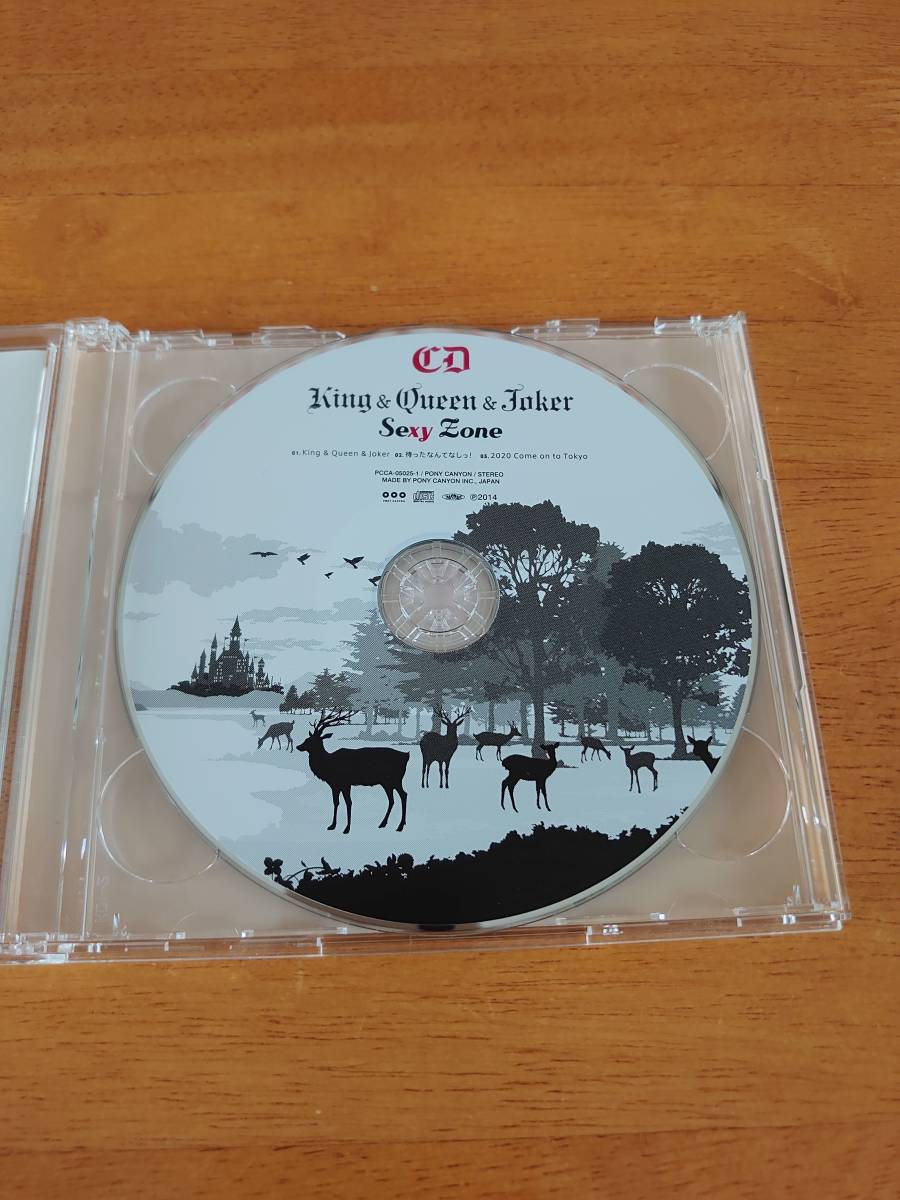 CD
King & Queen & Joker
Sexy Zone
01.King & Queen & Joker 02.待ったなんてなしっ! 03.2020 Come on to Tokyo
PCCA-05025-1 / PONY CANYON / STEREO
MADE BY PONY CANYON INC., JAPAN
PONY CANYON ℗2014